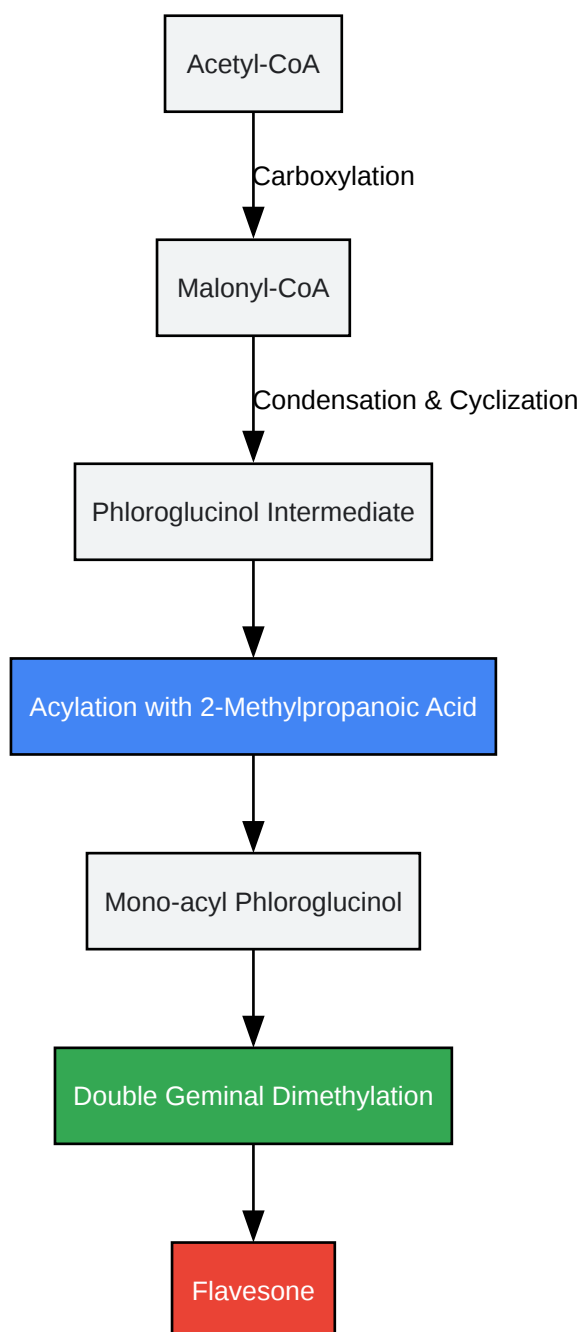 Acetyl-CoA
Carboxylation
Malonyl-CoA
Condensation & Cyclization
Phloroglucinol Intermediate
Acylation with 2-Methylpropanoic Acid
Mono-acyl Phloroglucinol
Double Geminal Dimethylation
Flavesone